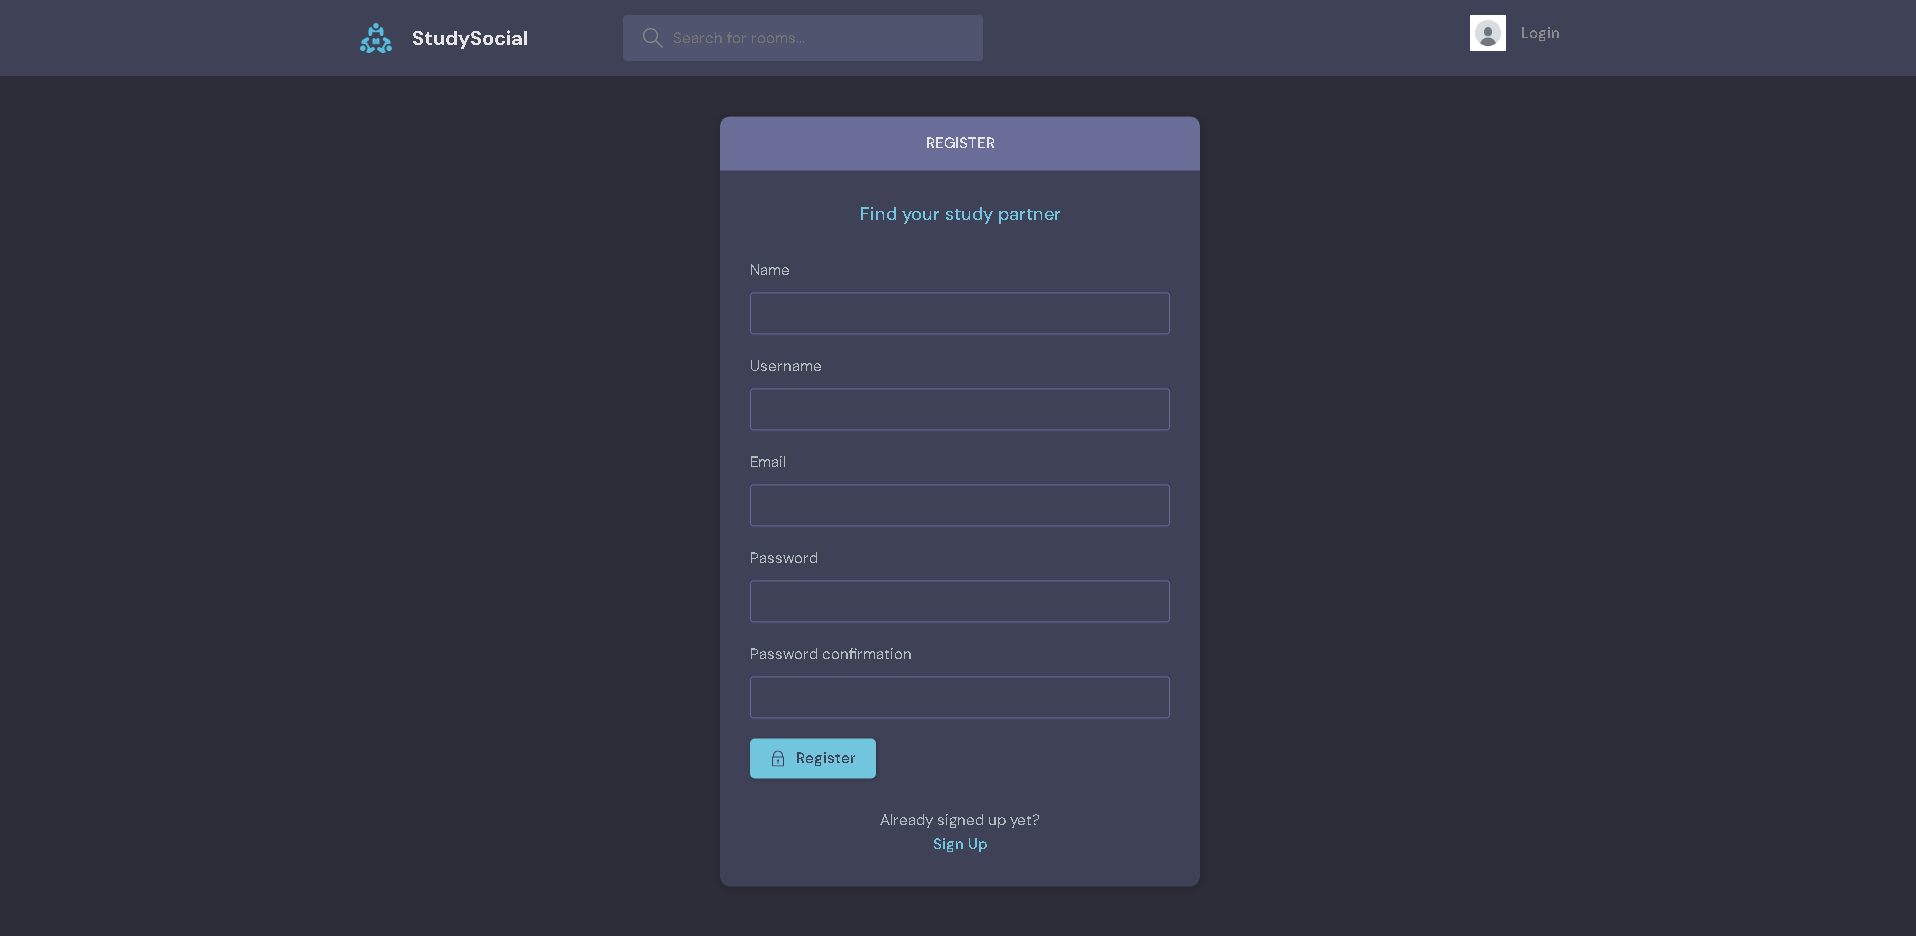 StudySocial
Search for rooms...
Login
REGISTER
Find your study partner
Name
Username
Email
Password
Password confirmation
Register
Already signed up yet?
Sign Up